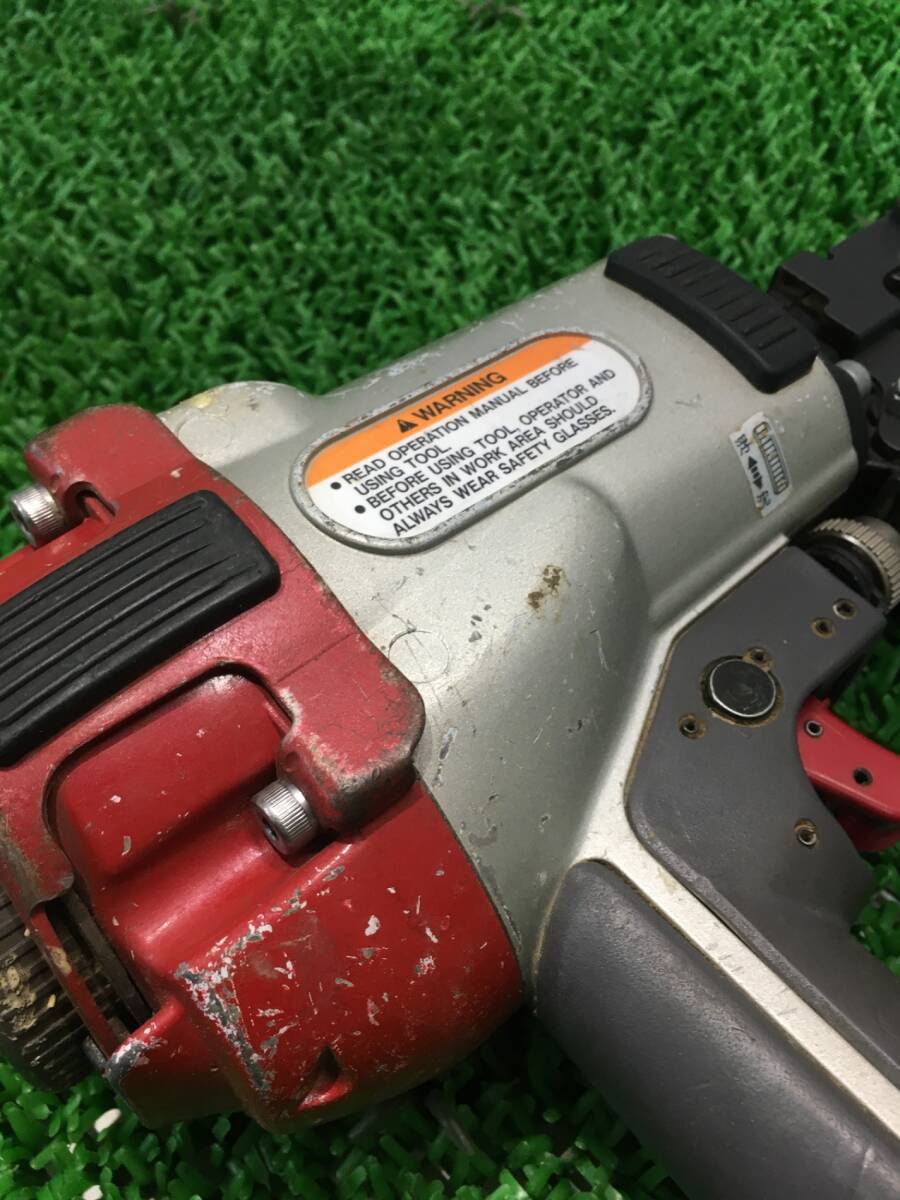 ⚠ WARNING
• READ OPERATION MANUAL BEFORE
USING TOOL.
• BEFORE USING TOOL, OPERATOR AND
OTHERS IN WORK AREA SHOULD
ALWAYS WEAR SAFETY GLASSES.